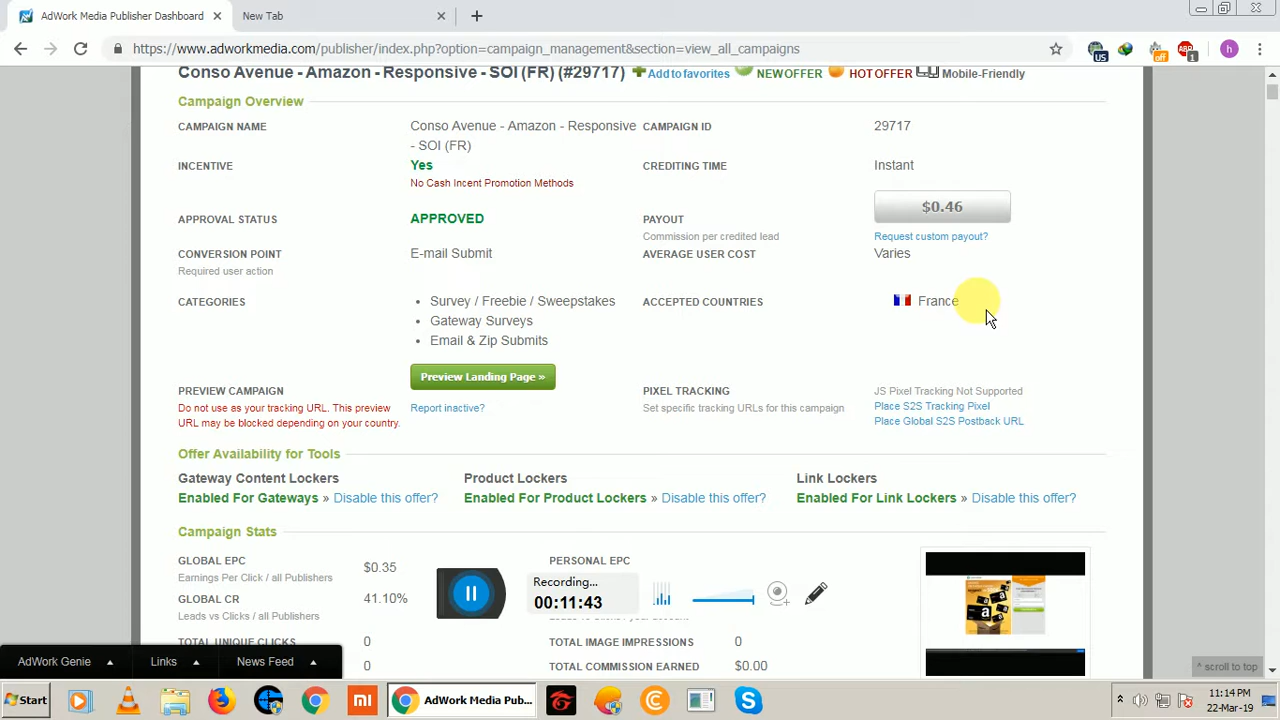 AdWork Media Publisher Dashboard
New Tab
https://www.adworkmedia.com/publisher/index.php?option=campaign_management&section=view_all_campaigns
US
off
ABP
1
h
Conso Avenue - Amazon - Responsive - SOI (FR) (#29717)
Add to favorites
NEW OFFER
HOT OFFER
Mobile-Friendly
Campaign Overview
CAMPAIGN NAME
Conso Avenue - Amazon - Responsive
- SOI (FR)
CAMPAIGN ID
29717
INCENTIVE
Yes
No Cash Incent Promotion Methods
CREDITING TIME
Instant
APPROVAL STATUS
APPROVED
PAYOUT
Commission per credited lead
$0.46
Request custom payout?
CONVERSION POINT
Required user action
E-mail Submit
AVERAGE USER COST
Varies
CATEGORIES
• Survey / Freebie / Sweepstakes
• Gateway Surveys
• Email & Zip Submits
ACCEPTED COUNTRIES
France
PREVIEW CAMPAIGN
Do not use as your tracking URL. This preview
URL may be blocked depending on your country.
Preview Landing Page »
Report inactive?
PIXEL TRACKING
Set specific tracking URLs for this campaign
JS Pixel Tracking Not Supported
Place S2S Tracking Pixel
Place Global S2S Postback URL
Offer Availability for Tools
Gateway Content Lockers
Enabled For Gateways » Disable this offer?
Product Lockers
Enabled For Product Lockers » Disable this offer?
Link Lockers
Enabled For Link Lockers » Disable this offer?
Campaign Stats
GLOBAL EPC
Earnings Per Click / all Publishers
$0.35
PERSONAL EPC
GLOBAL CR
Leads vs Clicks / all Publishers
41.10%
Recording...
00:11:43
TOTAL UNIQUE CLICKS
0
TOTAL IMAGE IMPRESSIONS
0
0
TOTAL COMMISSION EARNED
$0.00
AdWork Genie
Links
News Feed
^ scroll to top
Start
mi
AdWork Media Pub...
11:14 PM
22-Mar-19